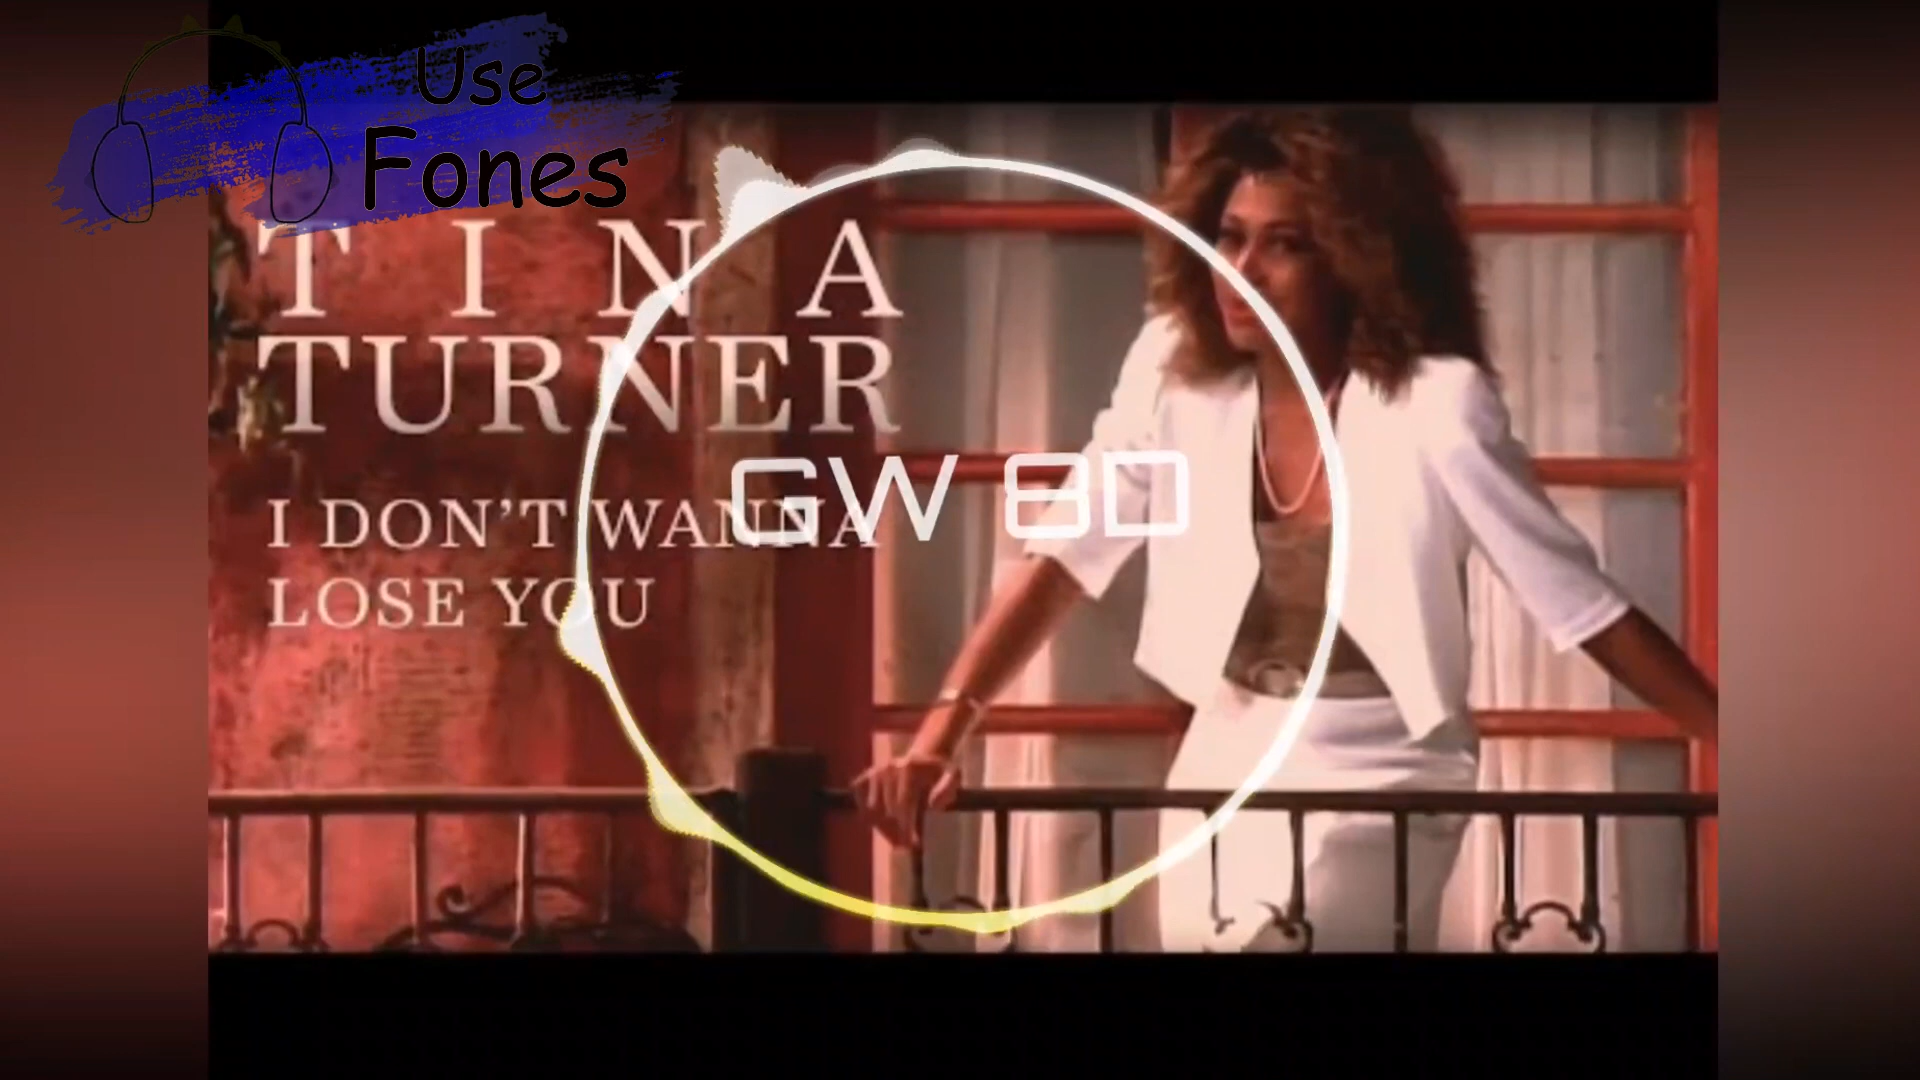 Use
Fones
TINA
TURNER
GW 8D
I DON'T WANNA
LOSE YOU